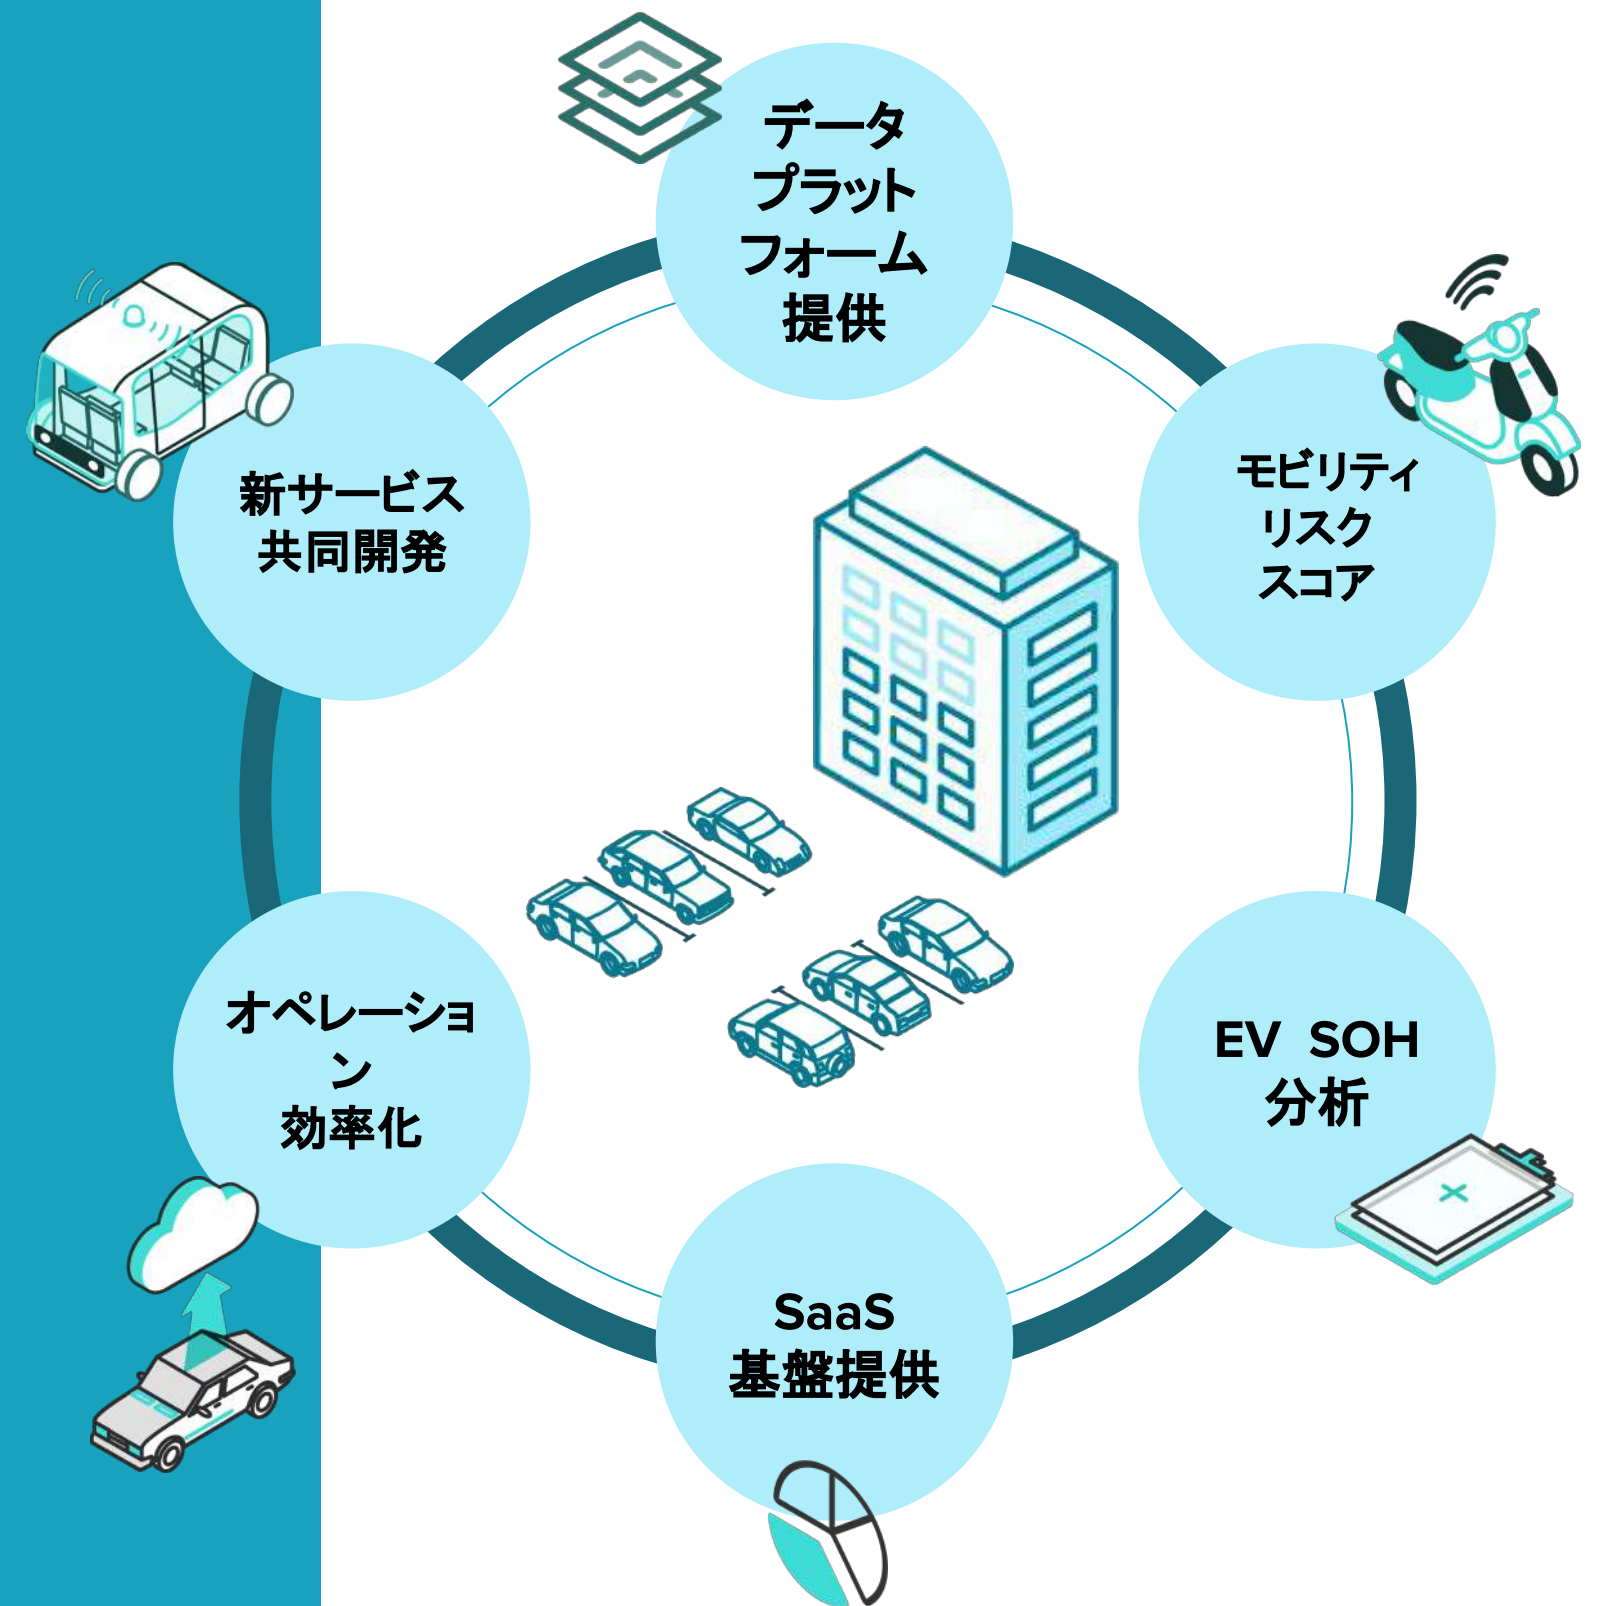 データ
プラット
フォーム
提供
モビリティ
リスク
スコア
EV SOH
分析
SaaS
基盤提供
オペレーショ
ン
効率化
新サービス
共同開発